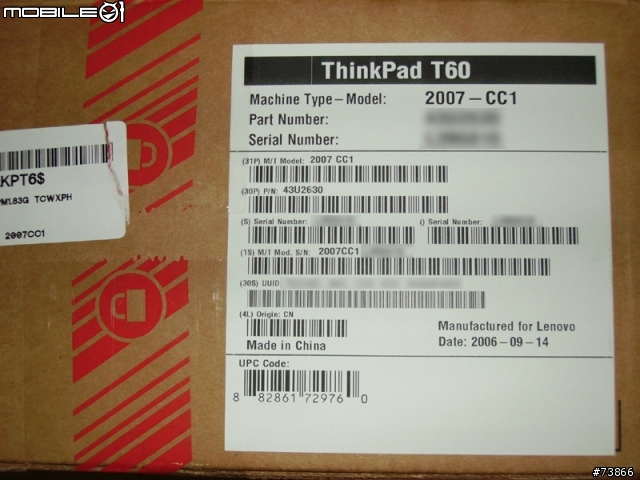 MOBILE01
ThinkPad T60
Machine Type-Model: 2007-CC1
Part Number:
Serial Number:
(31P) M/T Model: 2007 CC1
(30P) P/N: 43U2630
(S) Serial Number:
() Serial Number:
(1S) M/T Mod. S/N: 2007CC1
(30S) UUID
(4L) Origin: CN
Made in China
Manufactured for Lenovo
Date: 2006-09-14
UPC Code:
8 82861 72976 0
KPT6$
PM1.83G TCWXPH
2007CC1
#73866